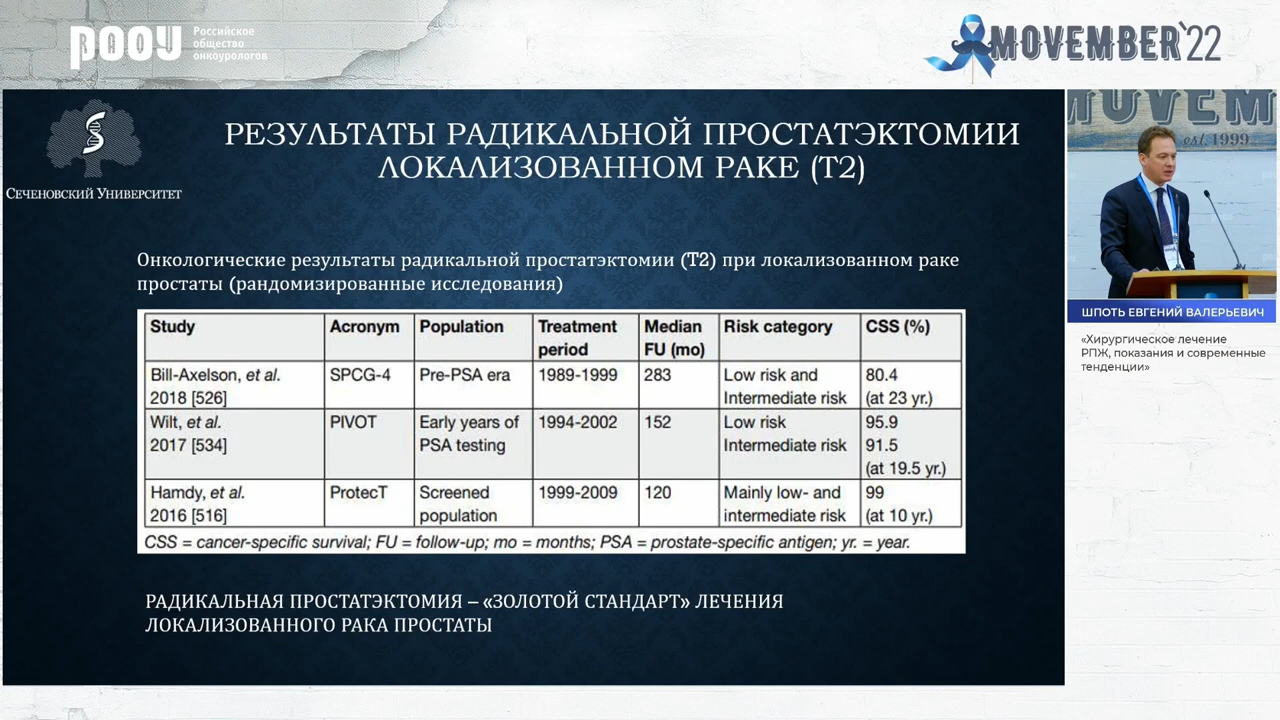 РООУ
Российское
общество
онкоурологов
MOVEMBER'22
Сеченовский Университет
РЕЗУЛЬТАТЫ РАДИКАЛЬНОЙ ПРОСТАТЭКТОМИИ
ЛОКАЛИЗОВАННОМ РАКЕ (Т2)
Онкологические результаты радикальной простатэктомии (Т2) при локализованном раке
простаты (рандомизированные исследования)
Study Acronym Population Treatment period Median FU (mo) Risk category CSS (%)
Bill-Axelson, et al. 2018 [526] SPCG-4 Pre-PSA era 1989-1999 283 Low risk and Intermediate risk 80.4 (at 23 yr.)
Wilt, et al. 2017 [534] PIVOT Early years of PSA testing 1994-2002 152 Low risk Intermediate risk 95.9 91.5 (at 19.5 yr.)
Hamdy, et al. 2016 [516] ProtecT Screened population 1999-2009 120 Mainly low- and intermediate risk 99 (at 10 yr.)
CSS = cancer-specific survival; FU = follow-up; mo = months; PSA = prostate-specific antigen; yr. = year.
РАДИКАЛЬНАЯ ПРОСТАТЭКТОМИЯ – «ЗОЛОТОЙ СТАНДАРТ» ЛЕЧЕНИЯ
ЛОКАЛИЗОВАННОГО РАКА ПРОСТАТЫ
MOVEM
est. 1999
ШПОТЬ ЕВГЕНИЙ ВАЛЕРЬЕВИЧ
«Хирургическое лечение
РПЖ, показания и современные
тенденции»